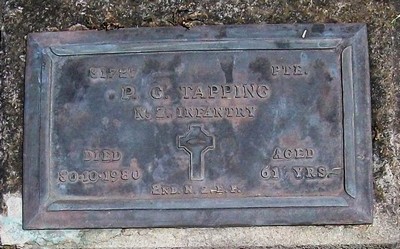 PTE.
P. G. TAPPING
N.Z. INFANTRY
DIED AGED
30-10-1980 61 YRS.
2ND N.Z.E.F.